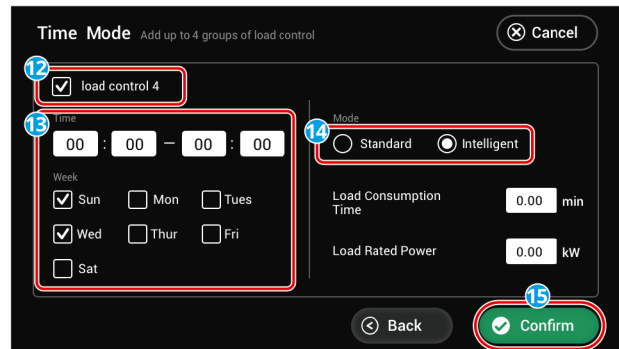 Time Mode Add up to 4 groups of load control
Cancel
12
load control 4
13
Time
00 : 00 – 00 : 00
Week
Sun Mon Tues
Wed Thur Fri
Sat
14
Mode
Standard Intelligent
Load Consumption
Time
0.00 min
Load Rated Power 0.00 kW
15
Back Confirm